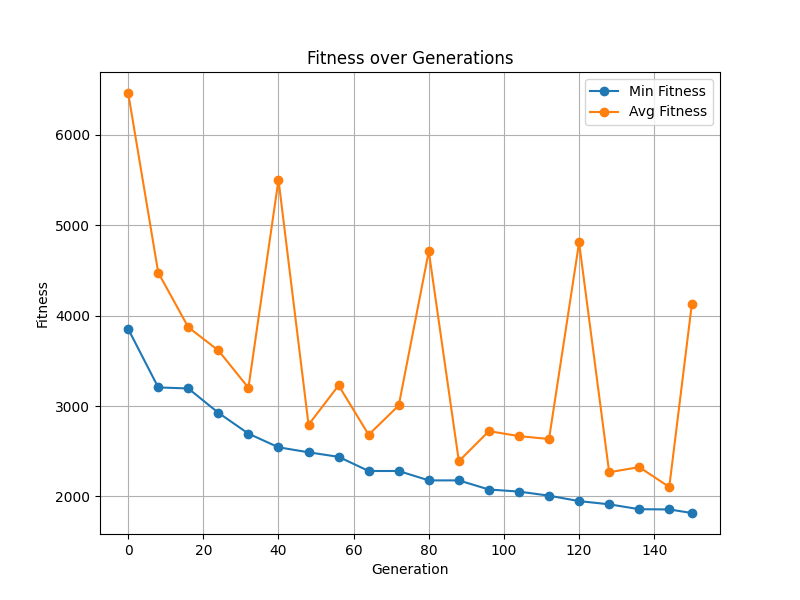 Fitness over Generations
Min Fitness
Avg Fitness
6000
5000
4000
3000
2000
Fitness
0 20 40 60 80 100 120 140
Generation